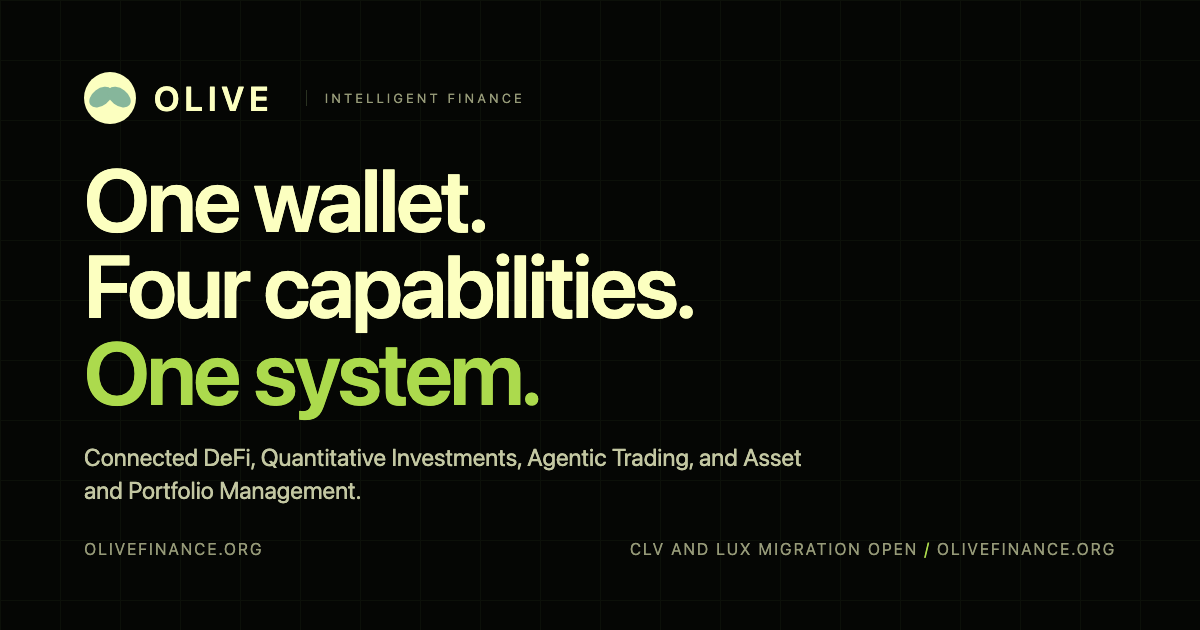 OLIVE
INTELLIGENT FINANCE
One wallet.
Four capabilities.
One system.
Connected DeFi, Quantitative Investments, Agentic Trading, and Asset
and Portfolio Management.
OLIVEFINANCE.ORG
CLV AND LUX MIGRATION OPEN / OLIVEFINANCE.ORG